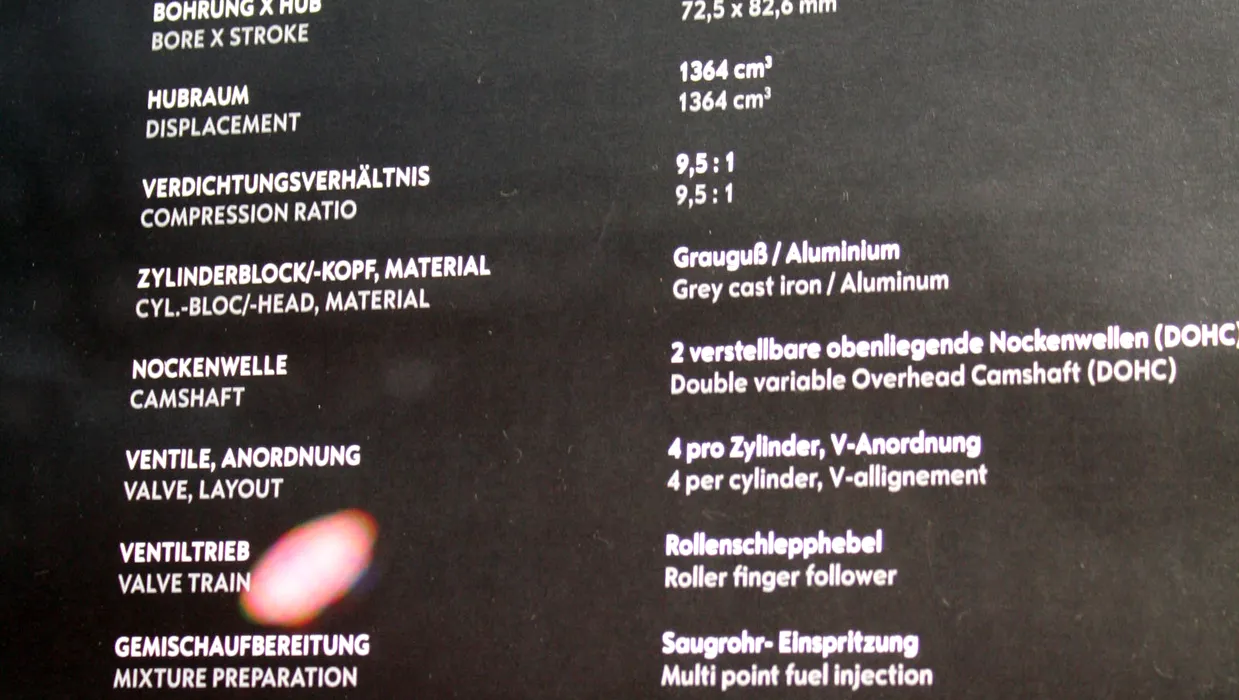 BOHRUNG X HUB
72,5 x 82,6 mm
BORE X STROKE
1364 cm³
HUBRAUM
1364 cm³
DISPLACEMENT
9,5 : 1
VERDICHTUNGSVERHÄLTNIS
9,5 : 1
COMPRESSION RATIO
Grauguß / Aluminium
ZYLINDERBLOCK/-KOPF, MATERIAL
Grey cast iron / Aluminum
CYL.-BLOC/-HEAD, MATERIAL
2 verstellbare obenliegende Nockenwellen (DOHC)
NOCKENWELLE
Double variable Overhead Camshaft (DOHC)
CAMSHAFT
4 pro Zylinder, V-Anordnung
VENTILE, ANORDNUNG
4 per cylinder, V-allignement
VALVE, LAYOUT
Rollenschlepphebel
VENTILTRIEB
Roller finger follower
VALVE TRAIN
Saugrohr- Einspritzung
GEMISCHAUFBEREITUNG
Multi point fuel injection
MIXTURE PREPARATION